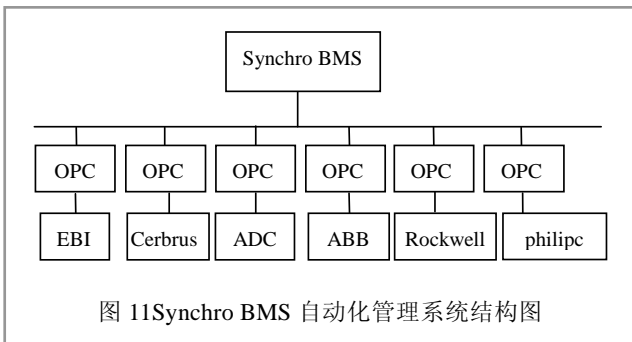 Synchro BMS
OPC OPC OPC OPC OPC OPC
EBI Cerbrus ADC ABB Rockwell philipc
图 11Synchro BMS 自动化管理系统结构图